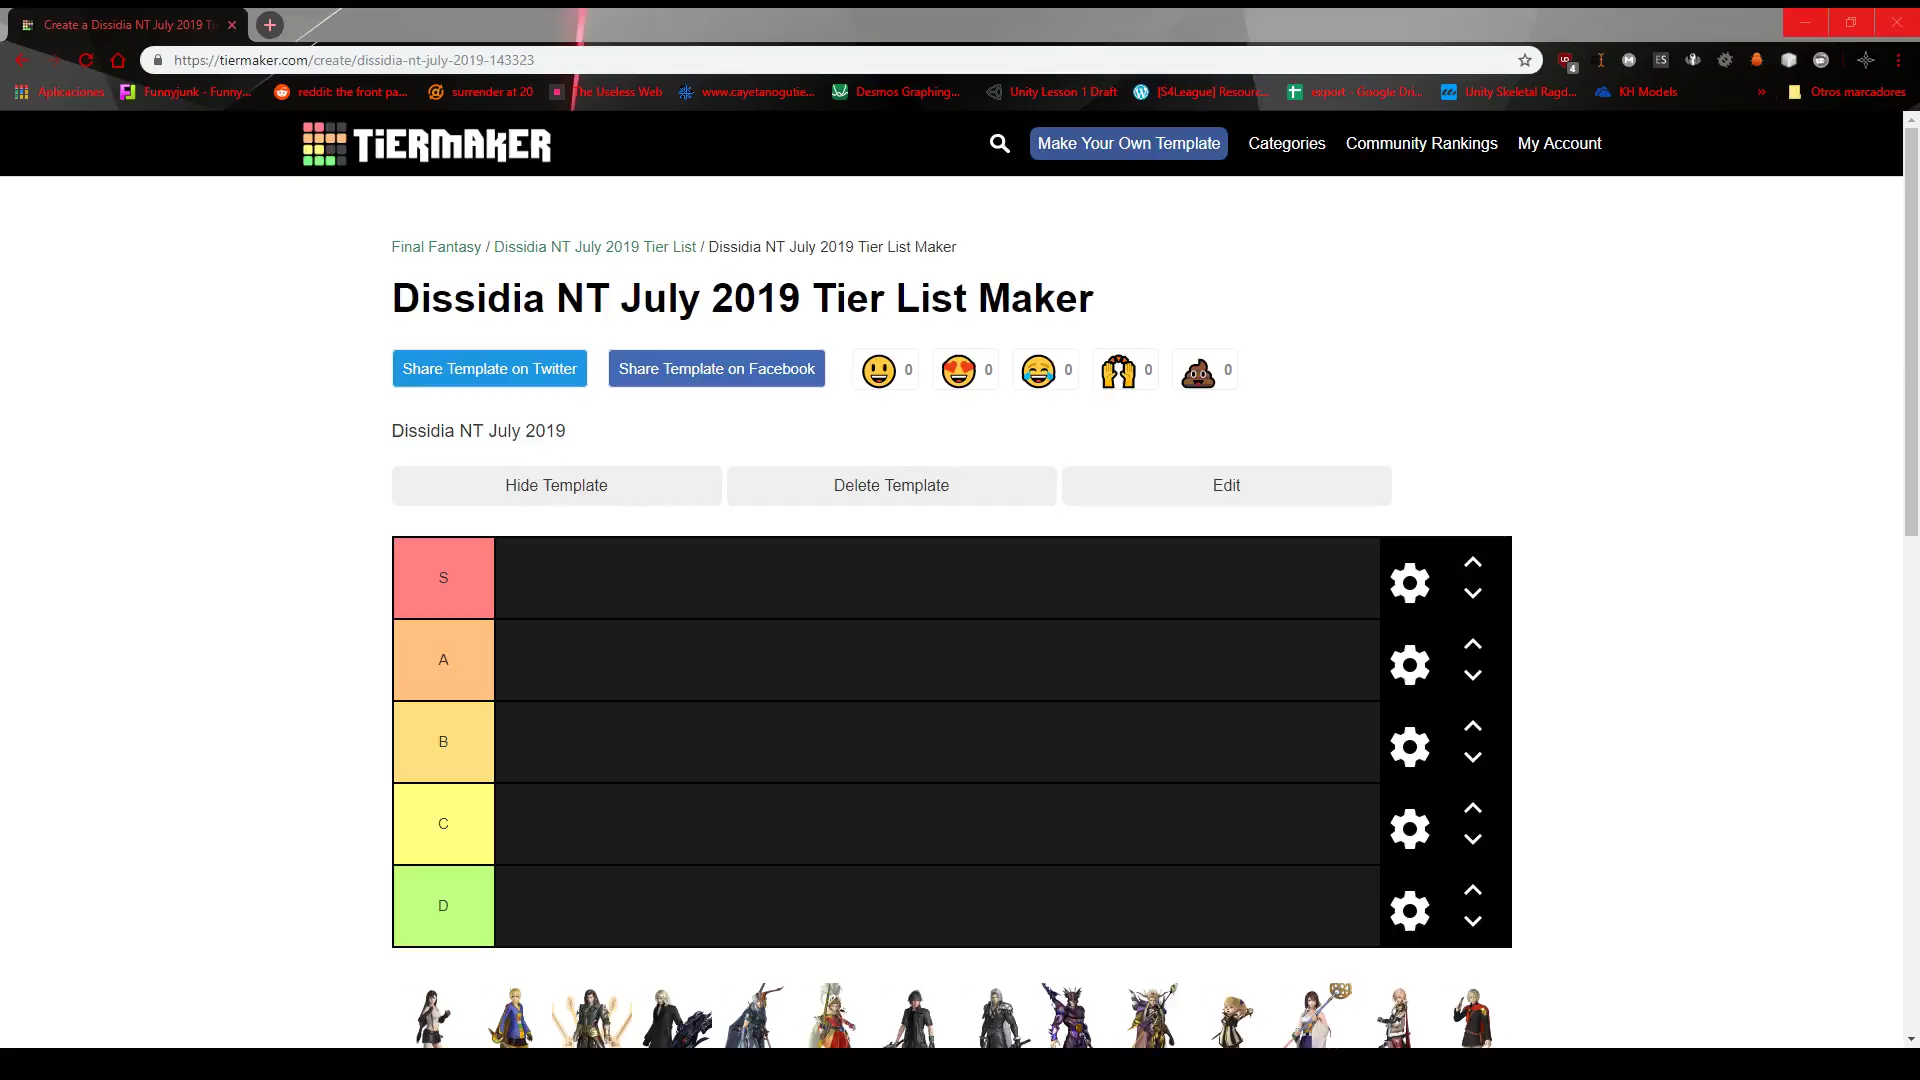 Create a Dissidia NT July 2019 Ti
https://tiermaker.com/create/dissidia-nt-july-2019-143323
Aplicaciones
Funnyjunk - Funny...
reddit: the front pa...
surrender at 20
The Useless Web
www.cayetanogutie...
Desmos Graphing...
Unity Lesson 1 Draft
[S4League] Resourc...
export - Google Dri...
Unity Skeletal Ragd...
KH Models
»
Otros marcadores
UO 4
ES
TiERMAKER
Make Your Own Template
Categories
Community Rankings
My Account
Final Fantasy / Dissidia NT July 2019 Tier List / Dissidia NT July 2019 Tier List Maker
Dissidia NT July 2019 Tier List Maker
Share Template on Twitter
Share Template on Facebook
0
0
0
0
0
Dissidia NT July 2019
Hide Template
Delete Template
Edit
S
A
B
C
D